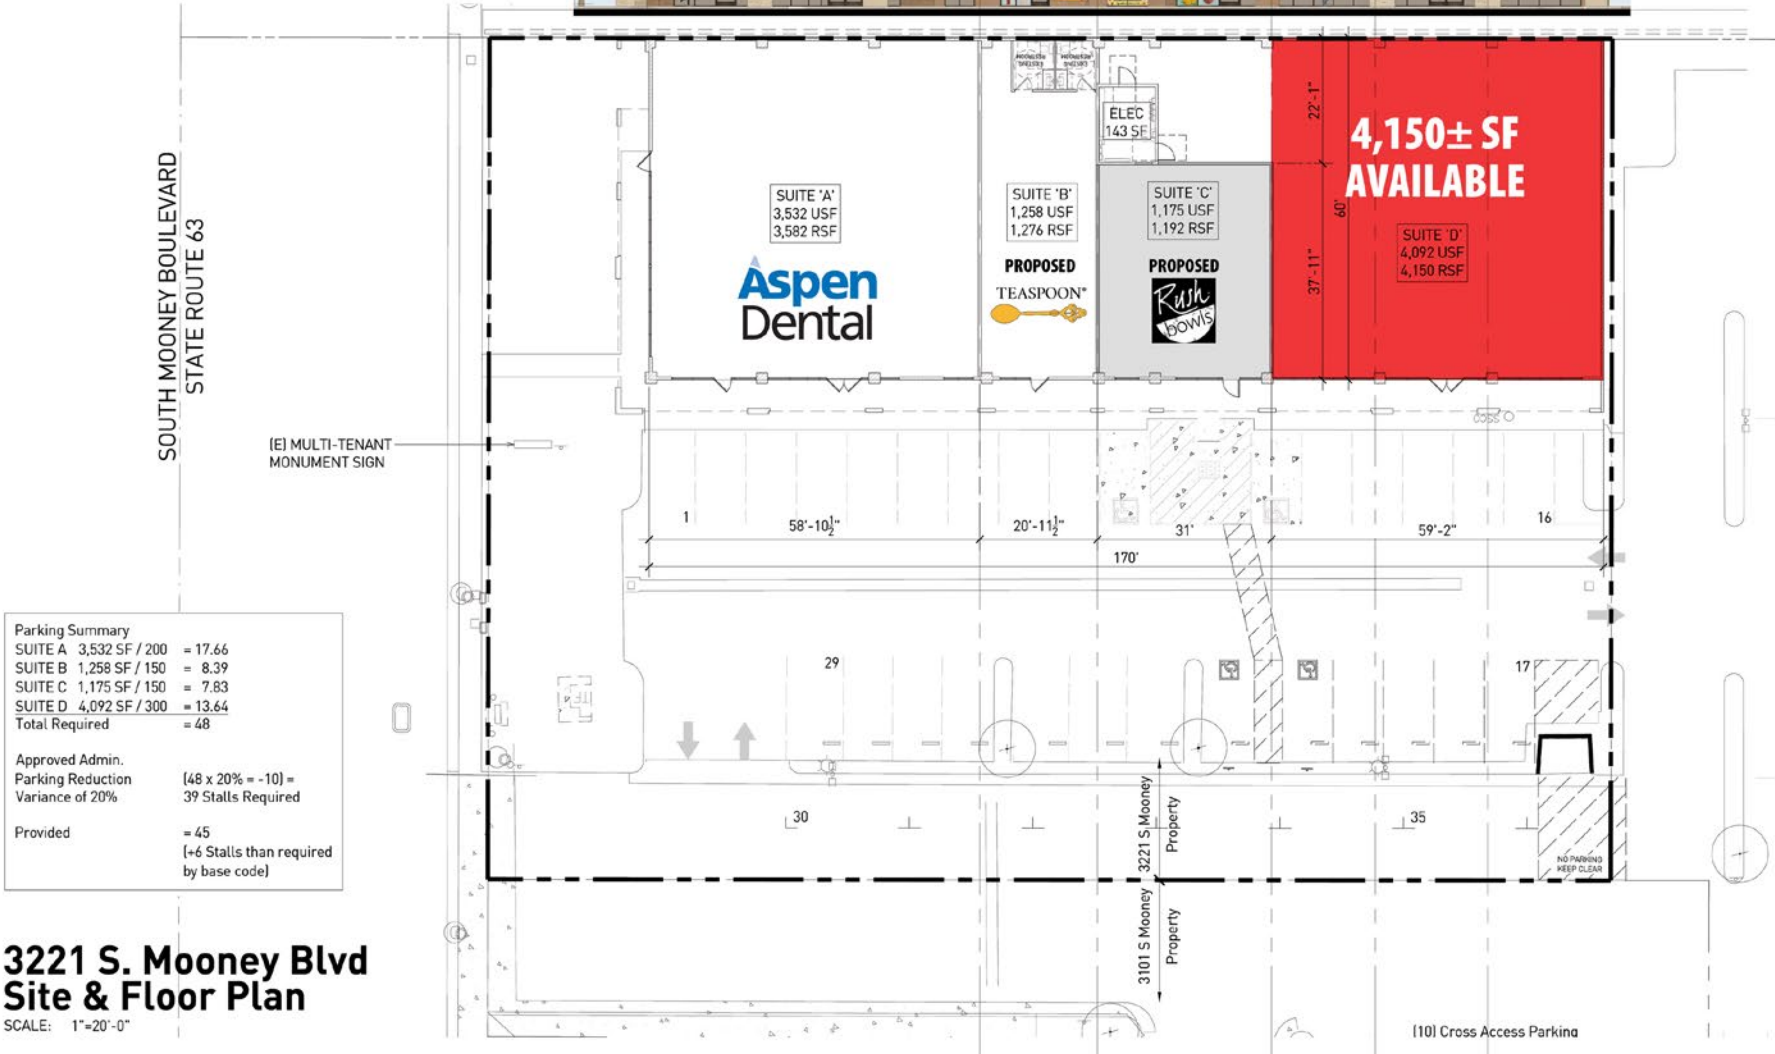 SOUTH MOONEY BOULEVARD
STATE ROUTE 63
EXISTING
RESTROOM
EXISTING
RESTROOM
ELEC
143 SF
22'-1"
60'
37'-11"
4,150± SF
AVAILABLE
SUITE 'A'
3,532 USF
3,582 RSF
Aspen
Dental
SUITE 'B'
1,258 USF
1,276 RSF
PROPOSED
TEASPOON®
SUITE 'C'
1,175 USF
1,192 RSF
PROPOSED
Rush
bowls
SUITE 'D'
4,092 USF
4,150 RSF
(E) MULTI-TENANT
MONUMENT SIGN
1
16
58'-10½"
20'-11½"
31'
59'-2"
170'
29
17
30
35
3221 S Mooney
Property
3101 S Mooney
Property
NO PARKING
KEEP CLEAR
Parking Summary
SUITE A 3,532 SF / 200 = 17.66
SUITE B 1,258 SF / 150 = 8.39
SUITE C 1,175 SF / 150 = 7.83
SUITE D 4,092 SF / 300 = 13.64
Total Required = 48
Approved Admin.
Parking Reduction (48 x 20% = -10) =
Variance of 20% 39 Stalls Required
Provided = 45
(+6 Stalls than required
by base code)
3221 S. Mooney Blvd
Site & Floor Plan
SCALE: 1"=20'-0"
(10) Cross Access Parking